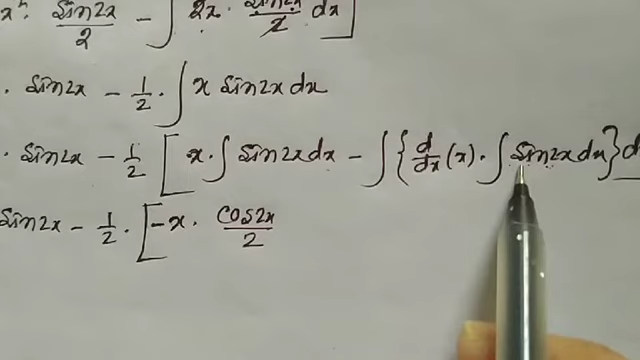 x². sin2x/2 - ∫ 2x · sin2x/2 dx]
· sin2x - 1/2 · ∫ x sin2x dx
· sin2x - 1/2 [x · ∫ sin2x dx - ∫ {d/dx (x) · ∫ sin2x dx} d
sin2x - 1/2 · [-x · cos2x/2